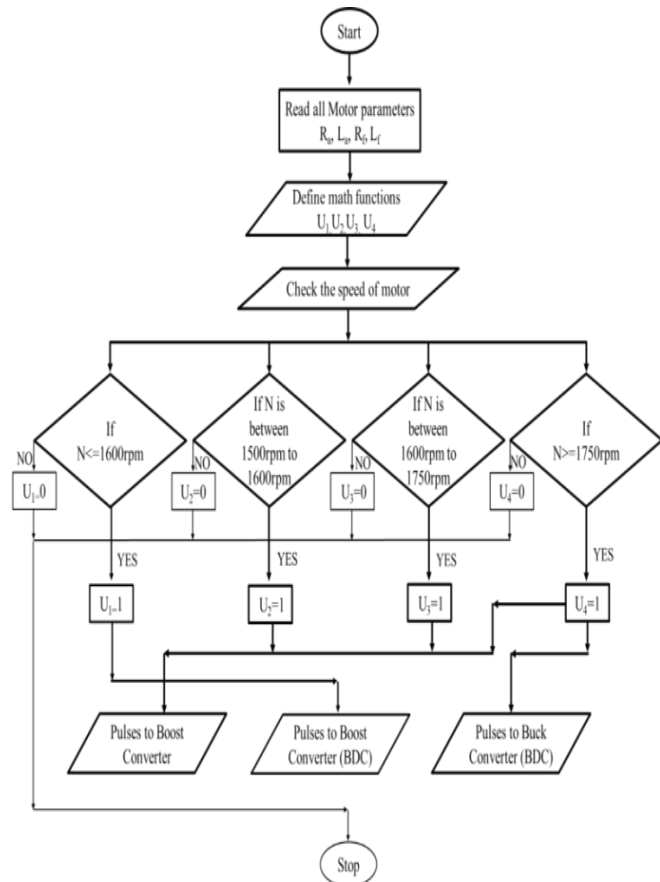 Start
Read all Motor parameters
Ra, La, Rf, Lf
Define math functions
U1, U2, U3, U4
Check the speed of motor
If
N<=1600rpm
If N is
between
1500rpm to
1600rpm
If N is
between
1600rpm to
1750rpm
If
N>=1750rpm
NO
NO
NO
NO
U1=0
U2=0
U3=0
U4=0
YES
YES
YES
YES
U1=1
U2=1
U3=1
U4=1
Pulses to Boost
Converter
Pulses to Boost
Converter (BDC)
Pulses to Buck
Converter (BDC)
Stop